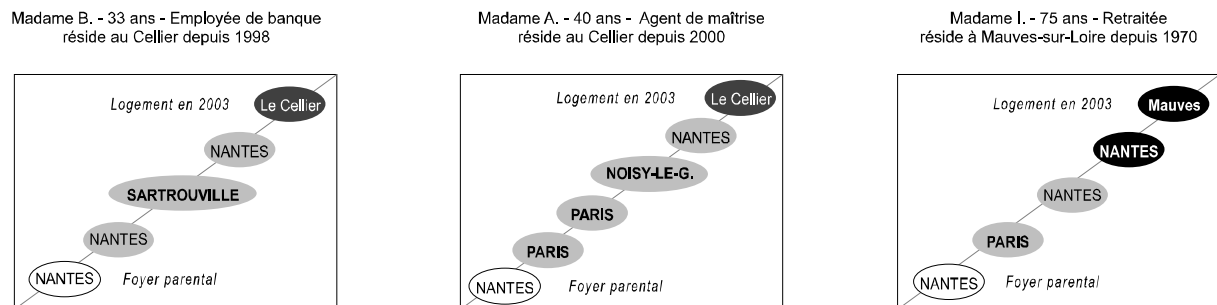 Madame B. - 33 ans - Employée de banque
réside au Cellier depuis 1998
Logement en 2003
Le Cellier
NANTES
SARTROUVILLE
NANTES
NANTES
Foyer parental
Madame A. - 40 ans - Agent de maîtrise
réside au Cellier depuis 2000
Logement en 2003
Le Cellier
NANTES
NOISY-LE-G.
PARIS
PARIS
NANTES
Foyer parental
Madame I. - 75 ans - Retraitée
réside à Mauves-sur-Loire depuis 1970
Logement en 2003
Mauves
NANTES
NANTES
PARIS
NANTES
Foyer parental